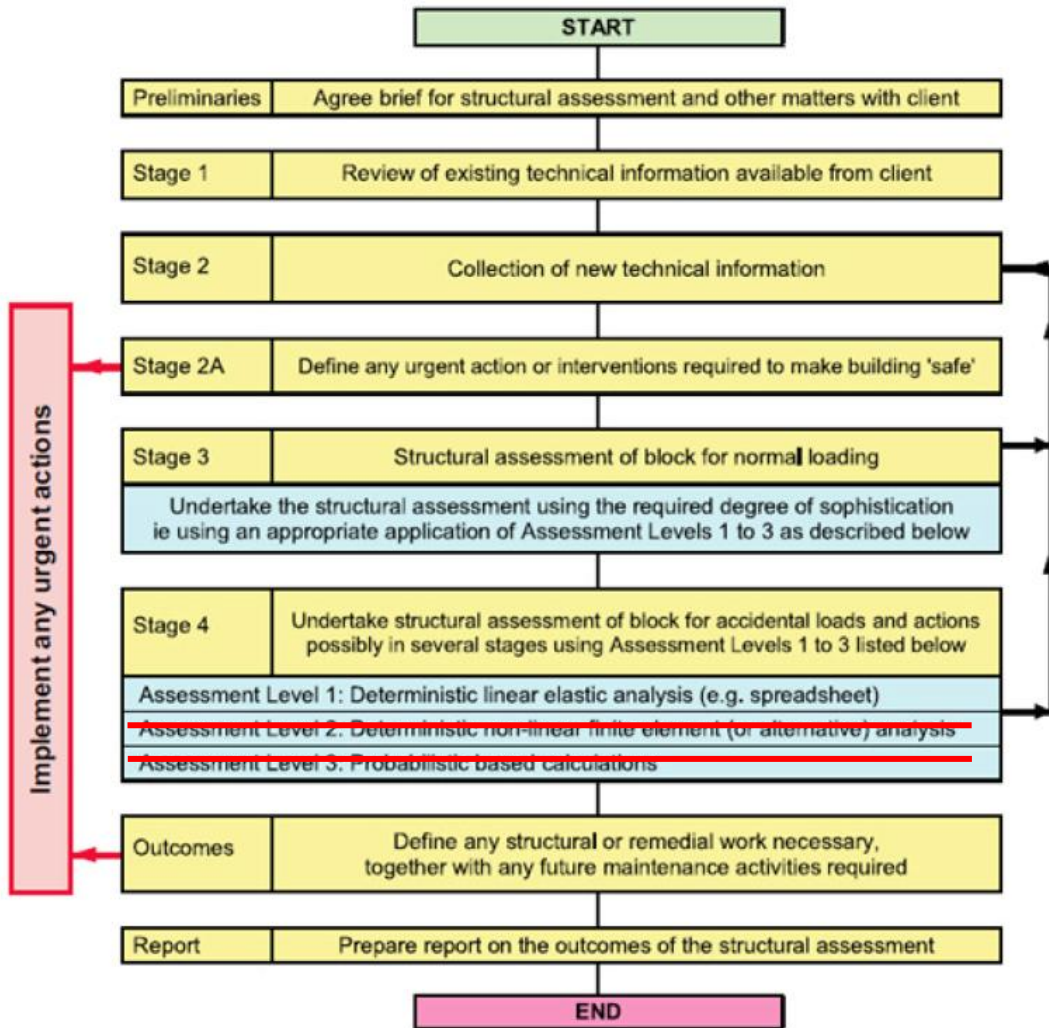 START
Preliminaries Agree brief for structural assessment and other matters with client
Stage 1 Review of existing technical information available from client
Stage 2 Collection of new technical information
Stage 2A Define any urgent action or interventions required to make building 'safe'
Implement any urgent actions
Stage 3 Structural assessment of block for normal loading
Undertake the structural assessment using the required degree of sophistication
ie using an appropriate application of Assessment Levels 1 to 3 as described below
Stage 4 Undertake structural assessment of block for accidental loads and actions
possibly in several stages using Assessment Levels 1 to 3 listed below
Assessment Level 1: Deterministic linear elastic analysis (e.g. spreadsheet)
Assessment Level 2: Deterministic non-linear finite element (or alternative) analysis
Assessment Level 3: Probabilistic based calculations
Outcomes Define any structural or remedial work necessary,
together with any future maintenance activities required
Report Prepare report on the outcomes of the structural assessment
END